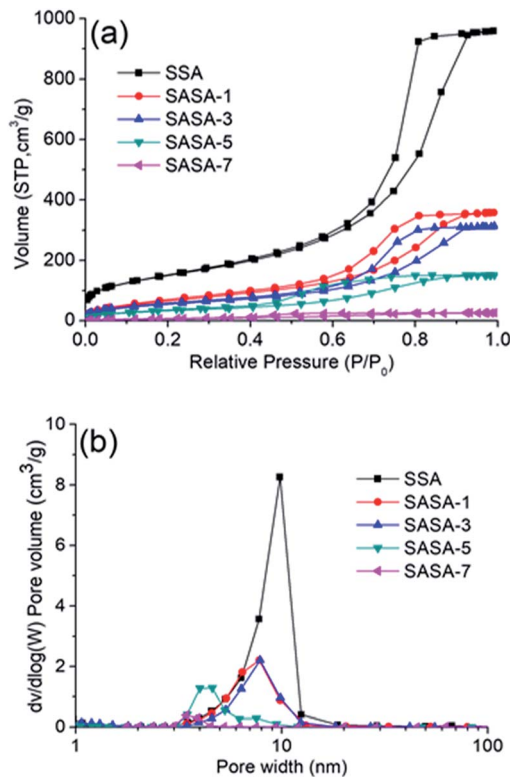 (a)
1000
800
600
400
200
0
Volume (STP,cm³/g)
SSA
SASA-1
SASA-3
SASA-5
SASA-7
0.0 0.2 0.4 0.6 0.8 1.0
Relative Pressure (P/P₀)
(b)
10
8
6
4
2
0
dv/dlog(W) Pore volume (cm³/g)
SSA
SASA-1
SASA-3
SASA-5
SASA-7
1 10 100
Pore width (nm)